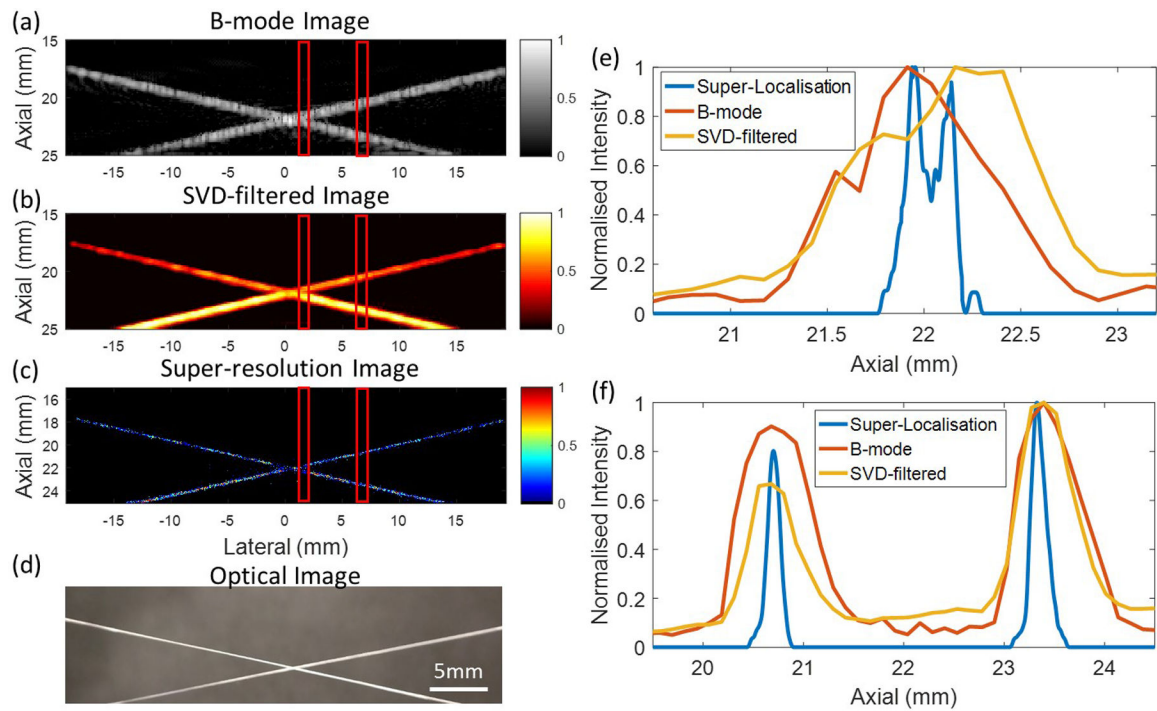 (a)
B-mode Image
Axial (mm)
15
20
25
-15 -10 -5 0 5 10 15
1
0.5
0
(b)
SVD-filtered Image
Axial (mm)
15
20
25
-15 -10 -5 0 5 10 15
1
0.5
0
(c)
Super-resolution Image
Axial (mm)
16
18
20
22
24
-15 -10 -5 0 5 10 15
Lateral (mm)
1
0.5
0
(d)
Optical Image
5mm
(e)
Normalised Intensity
1
0.8
0.6
0.4
0.2
0
Super-Localisation
B-mode
SVD-filtered
21 21.5 22 22.5 23
Axial (mm)
(f)
Normalised Intensity
1
0.8
0.6
0.4
0.2
0
Super-Localisation
B-mode
SVD-filtered
20 21 22 23 24
Axial (mm)